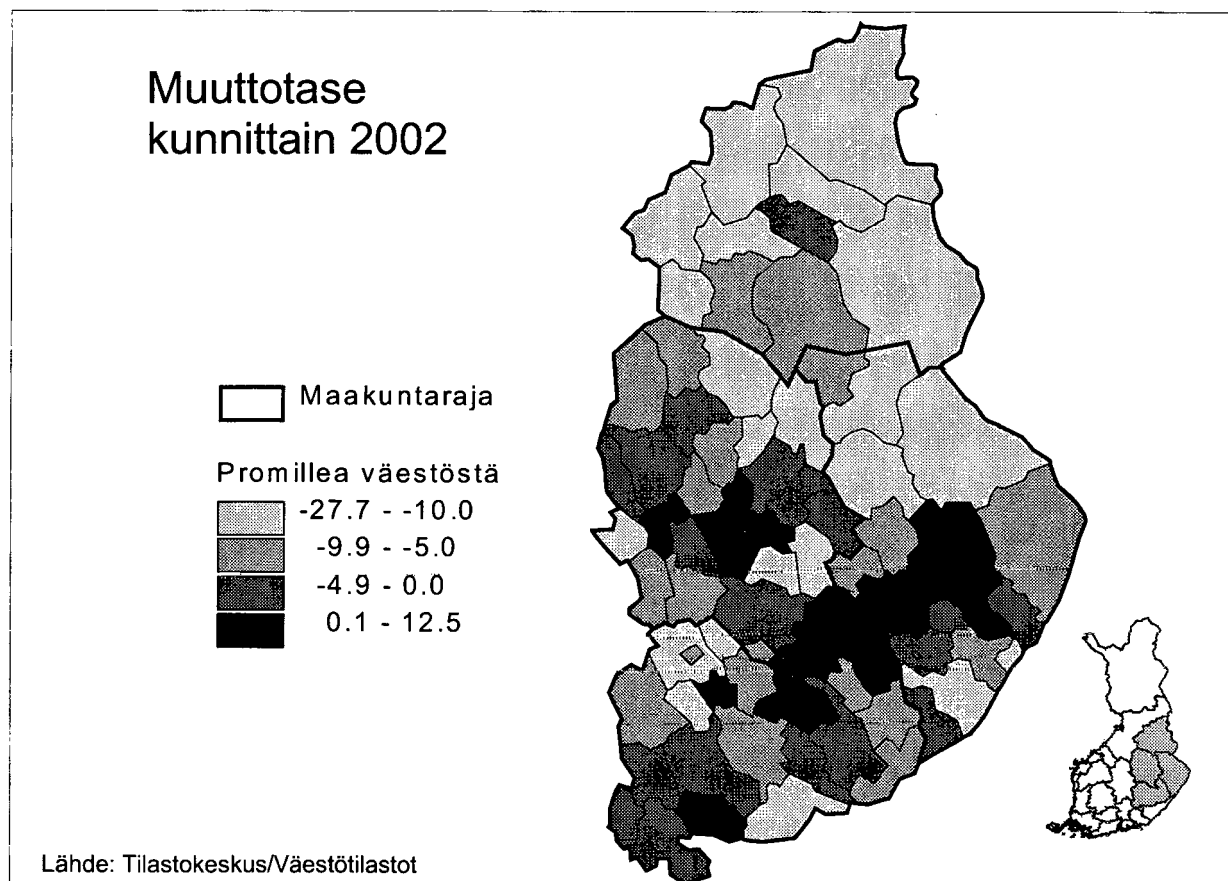 Muuttotase
kunnittain 2002
Maakuntaraja
Promillea väestöstä
-27.7 - -10.0
-9.9 - -5.0
-4.9 - 0.0
0.1 - 12.5
Lähde: Tilastokeskus/Väestötilastot